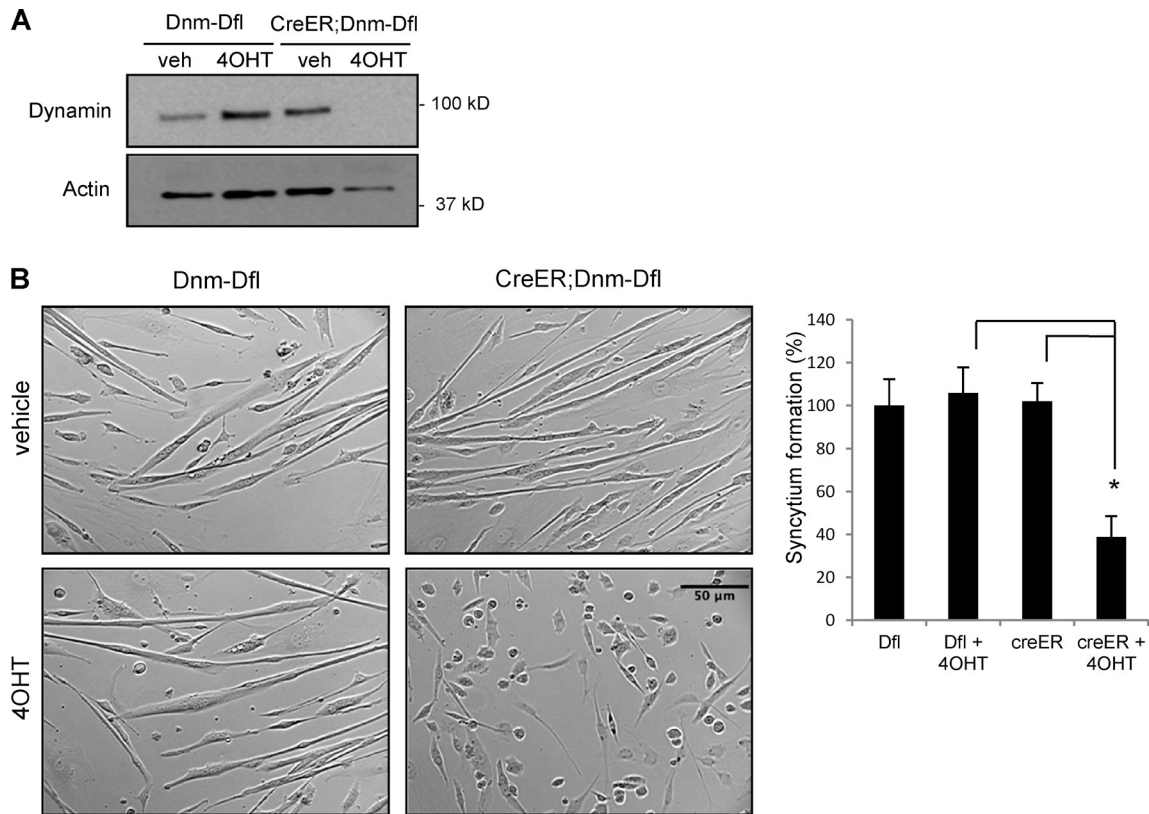 A
Dnm-Dfl CreER;Dnm-Dfl
veh 4OHT veh 4OHT
Dynamin
- 100 kD
Actin
- 37 kD
B
Dnm-Dfl CreER;Dnm-Dfl
vehicle
4OHT
50 µm
Syncytium formation (%)
140
120
100
80
60
40
20
0
*
Dfl
Dfl +
4OHT
creER
creER +
4OHT